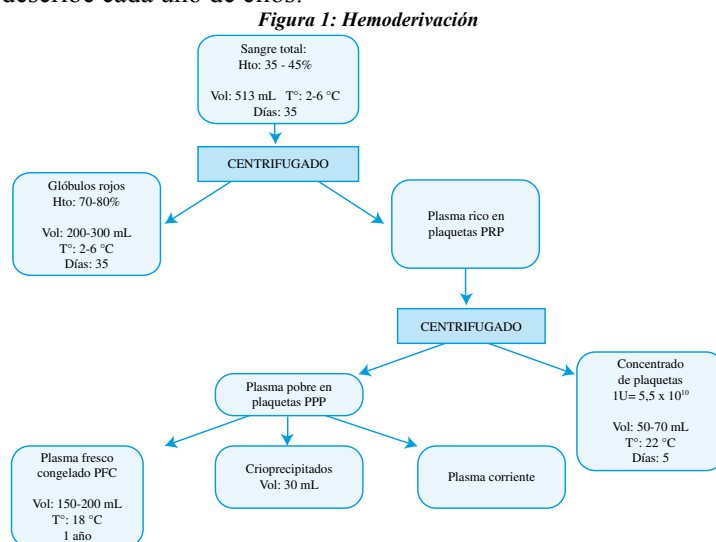 describe cada uno de ellos.
Figura 1: Hemoderivación
Sangre total:
Hto: 35 - 45%
Vol: 513 mL T°: 2-6 °C
Días: 35
CENTRIFUGADO
Glóbulos rojos
Hto: 70-80%
Vol: 200-300 mL
T°: 2-6 °C
Días: 35
Plasma rico en
plaquetas PRP
CENTRIFUGADO
Plasma pobre en
plaquetas PPP
Concentrado
de plaquetas
1U= 5,5 x 10¹⁰
Vol: 50-70 mL
T°: 22 °C
Días: 5
Plasma fresco
congelado PFC
Vol: 150-200 mL
T°: 18 °C
1 año
Crioprecipitados
Vol: 30 mL
Plasma corriente